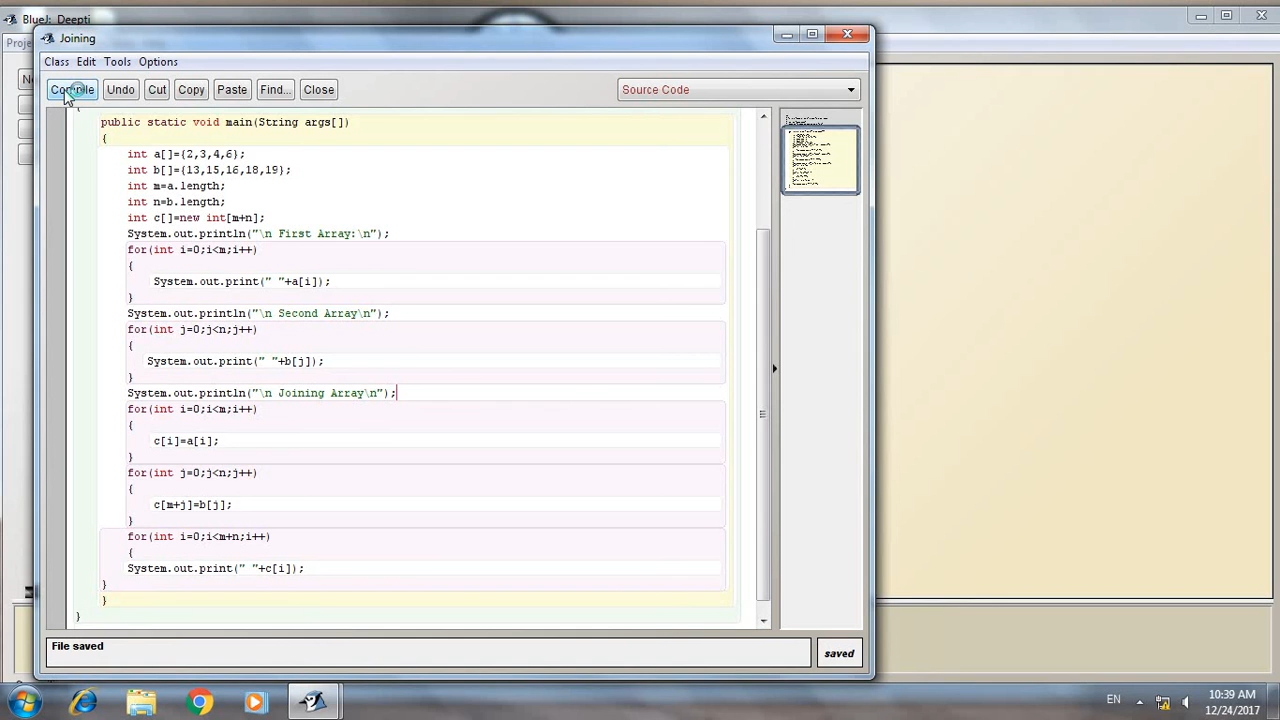 BlueJ: Deepti
Joining
Class Edit Tools Options
Compile Undo Cut Copy Paste Find... Close Source Code
public static void main(String args[])
{
int a[]={2,3,4,6};
int b[]={13,15,16,18,19};
int m=a.length;
int n=b.length;
int c[]=new int[m+n];
System.out.println("\n First Array:\n");
for(int i=0;i<m;i++)
{
System.out.print(" "+a[i]);
}
System.out.println("\n Second Array\n");
for(int j=0;j<n;j++)
{
System.out.print(" "+b[j]);
}
System.out.println("\n Joining Array\n");
for(int i=0;i<m;i++)
{
c[i]=a[i];
}
for(int j=0;j<n;j++)
{
c[m+j]=b[j];
}
for(int i=0;i<m+n;i++)
{
System.out.print(" "+c[i]);
}
}
}
File saved
saved
EN
10:39 AM
12/24/2017